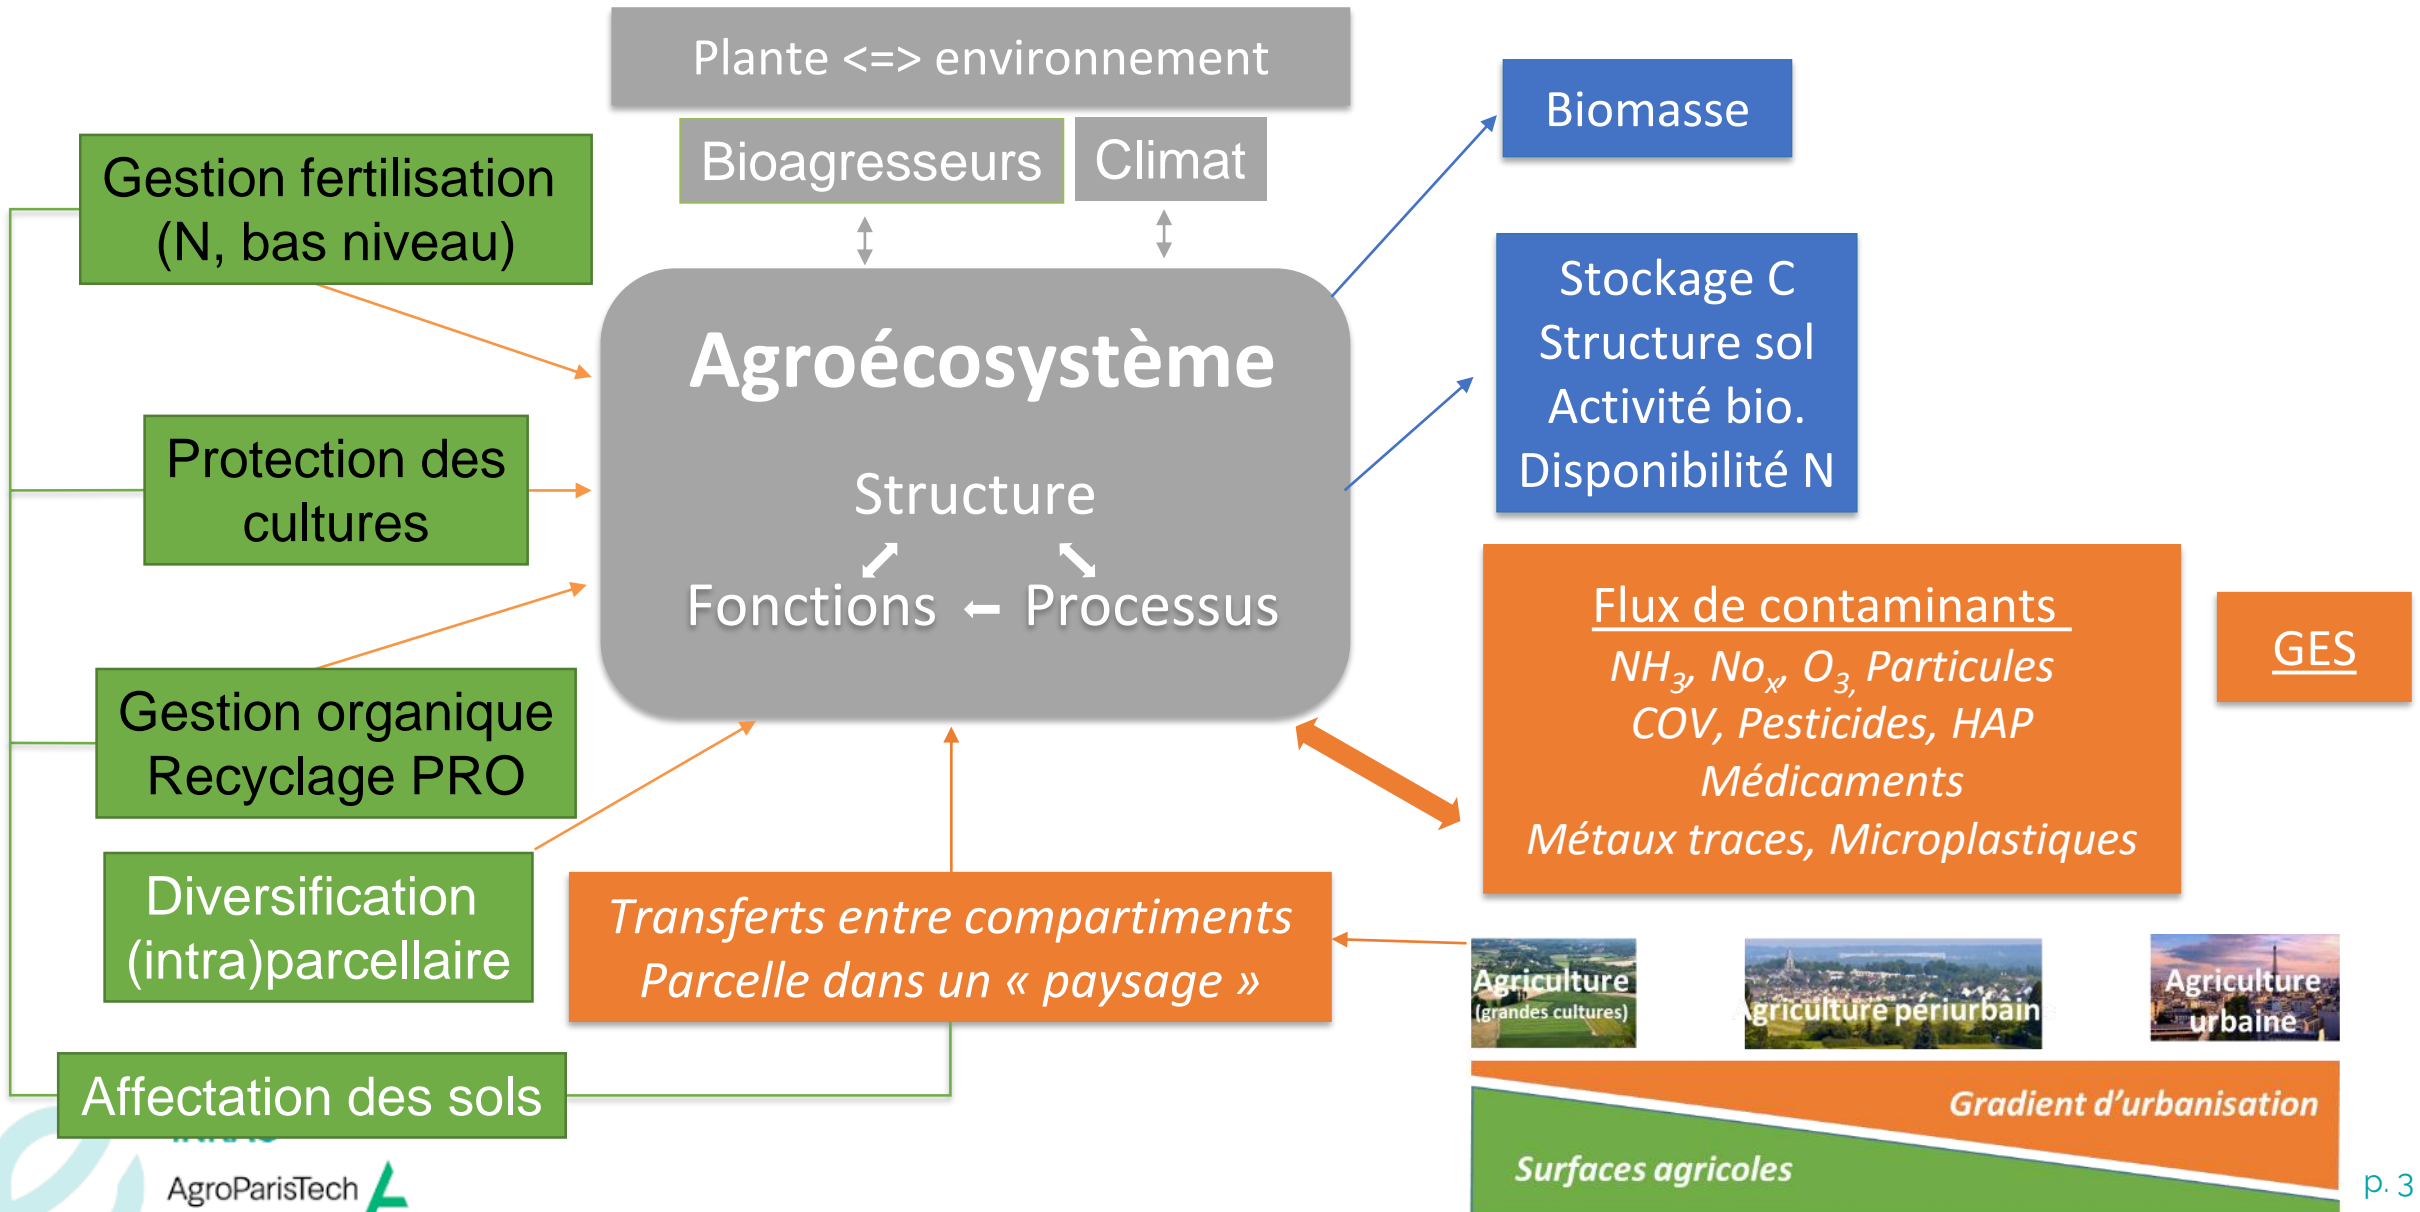 Plante <=> environnement
Bioagresseurs
Climat
Biomasse
Gestion fertilisation
(N, bas niveau)
Protection des
cultures
Gestion organique
Recyclage PRO
Diversification
(intra)parcellaire
Affectation des sols
Agroécosystème
Structure
Fonctions
Processus
Stockage C
Structure sol
Activité bio.
Disponibilité N
Flux de contaminants
NH3, Nox, O3, Particules
COV, Pesticides, HAP
Médicaments
Métaux traces, Microplastiques
GES
Transferts entre compartiments
Parcelle dans un « paysage »
Agriculture
(grandes cultures)
Agriculture périurbain
Agriculture
urbaine
Gradient d'urbanisation
Surfaces agricoles
AgroParisTech
p. 3